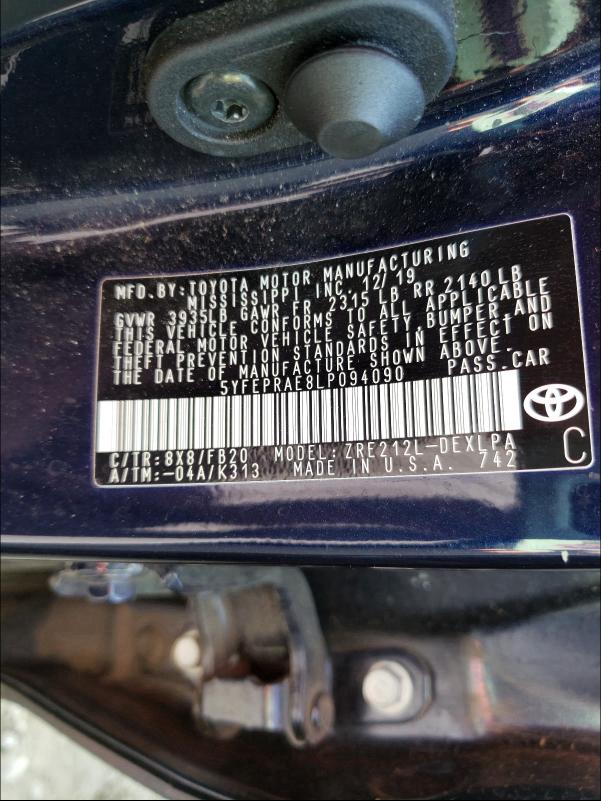 MFD.BY:TOYOTA MOTOR MANUFACTURING
MISSISSIPPI, INC. 12/19
GVWR 3935LB GAWR FR 2315 LB RR 2140 LB
THIS VEHICLE CONFORMS TO ALL APPLICABLE
FEDERAL MOTOR VEHICLE SAFETY,BUMPER,AND
THEFT PREVENTION STANDARDS IN EFFECT ON
THE DATE OF MANUFACTURE SHOWN ABOVE.
5YFEPRAE8LP094090 PASS.CAR
C/TR:8X8/FB20 MODEL:ZRE212L-DEXLPA
A/TM:-04A/K313 MADE IN U.S.A. 742
C